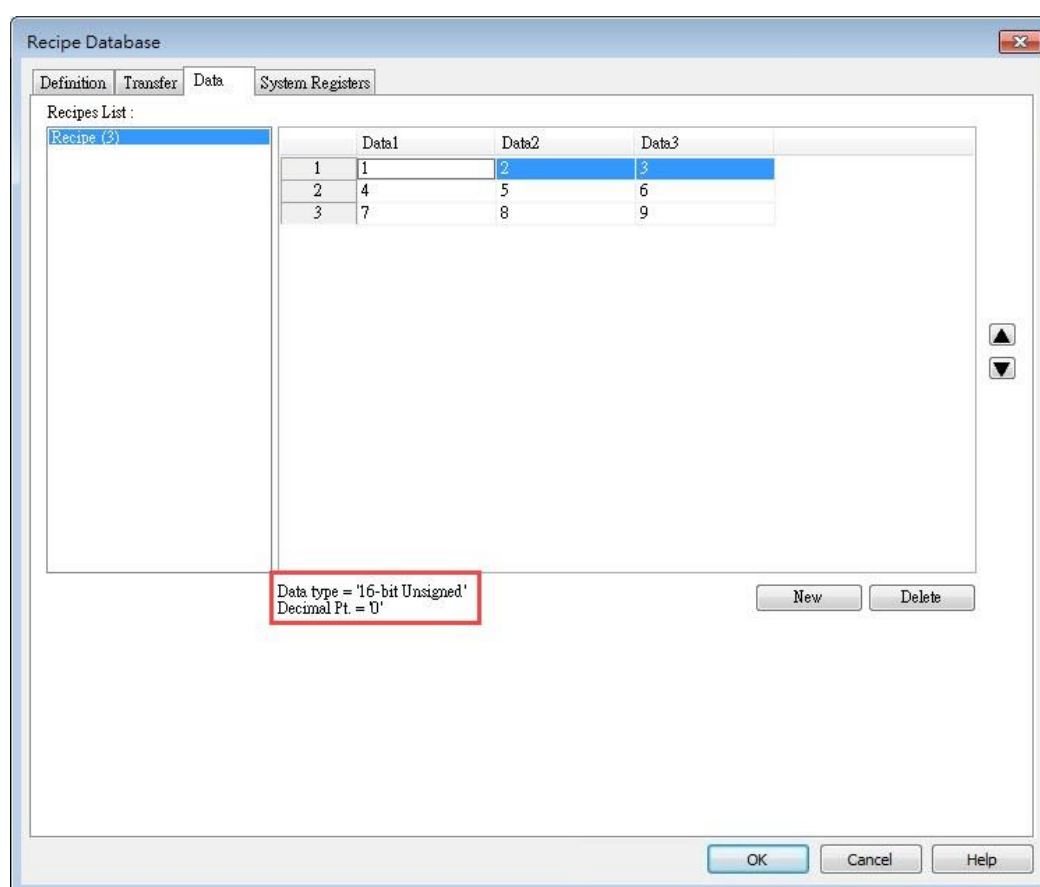 Recipe Database
Definition Transfer Data System Registers
Recipes List :
Recipe (3)
Data1 Data2 Data3
1 1 2 3
2 4 5 6
3 7 8 9
Data type = '16-bit Unsigned'
Decimal Pt. = '0'
New Delete
OK Cancel Help